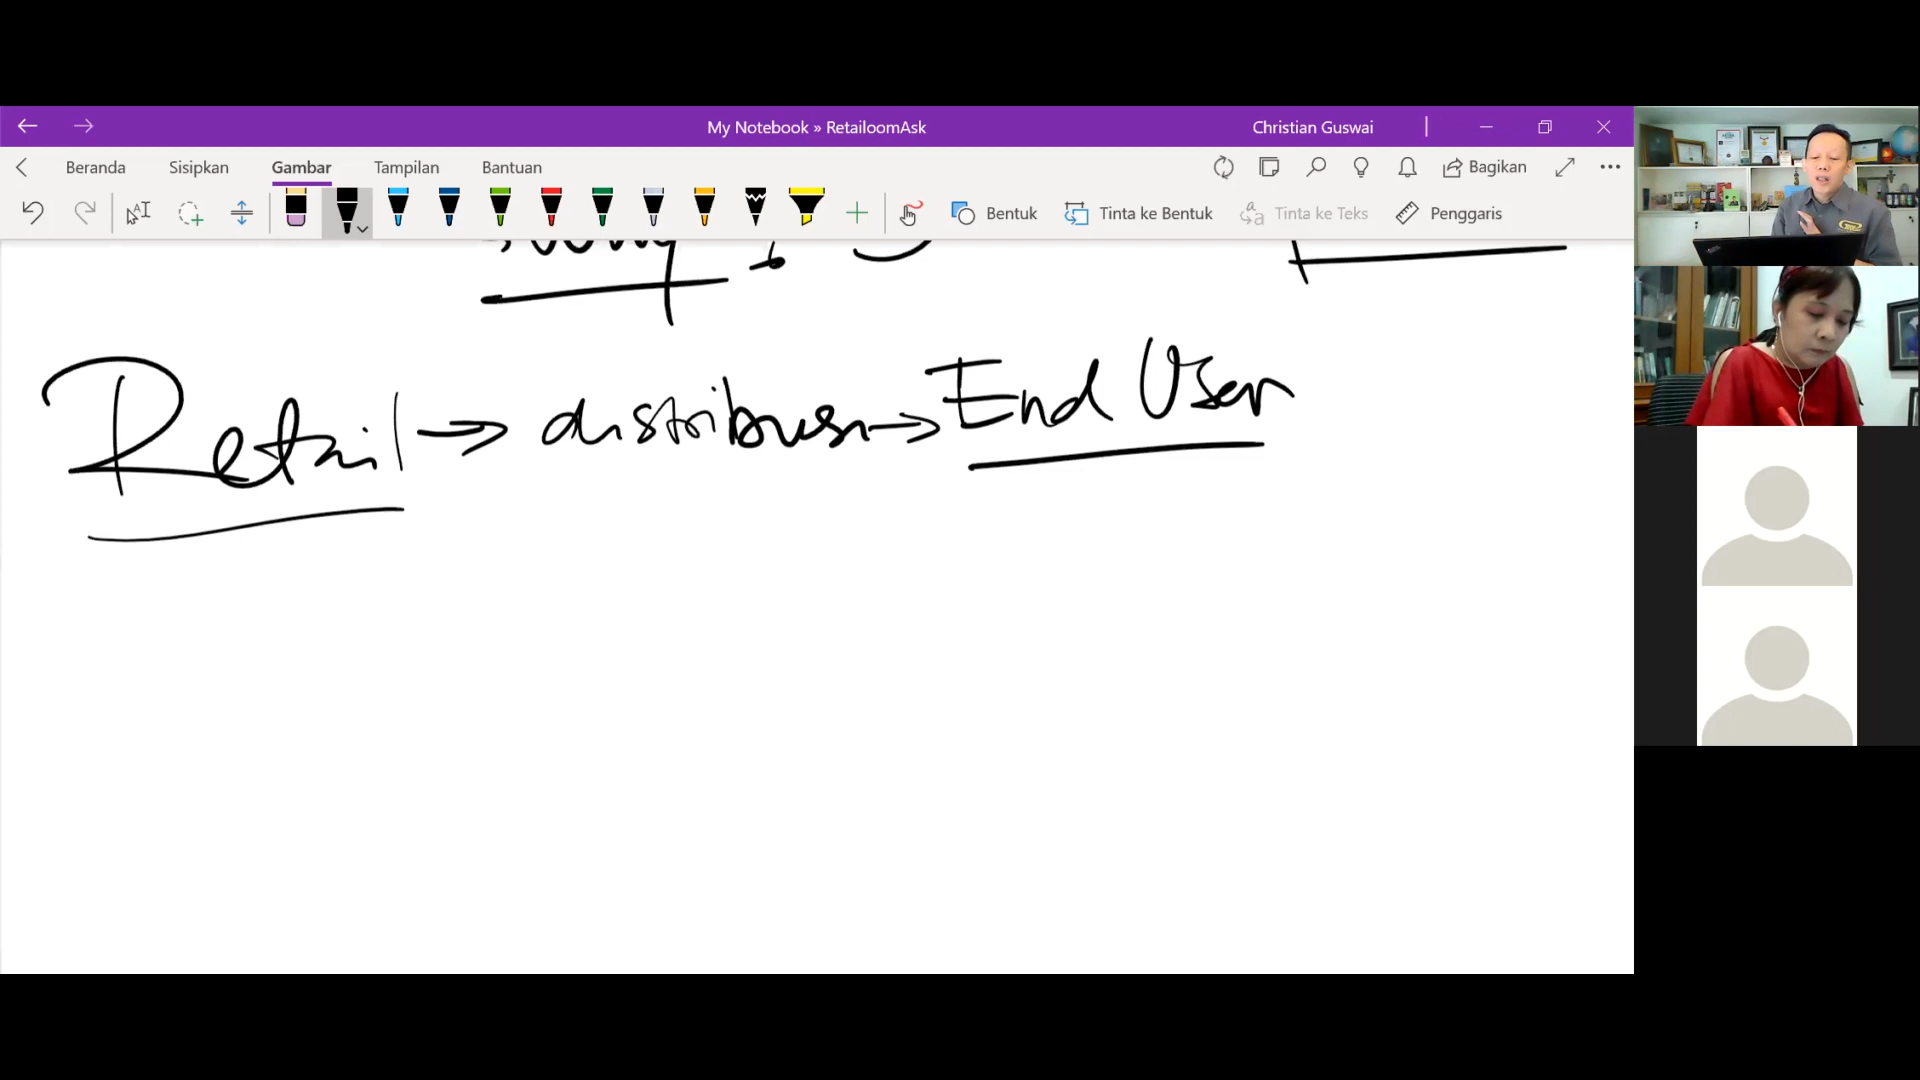 My Notebook » RetailoomAsk
Christian Guswai
Beranda Sisipkan Gambar Tampilan Bantuan
Bagikan
Bentuk Tinta ke Bentuk Tinta ke Teks Penggaris
Retail → distribusi → End User